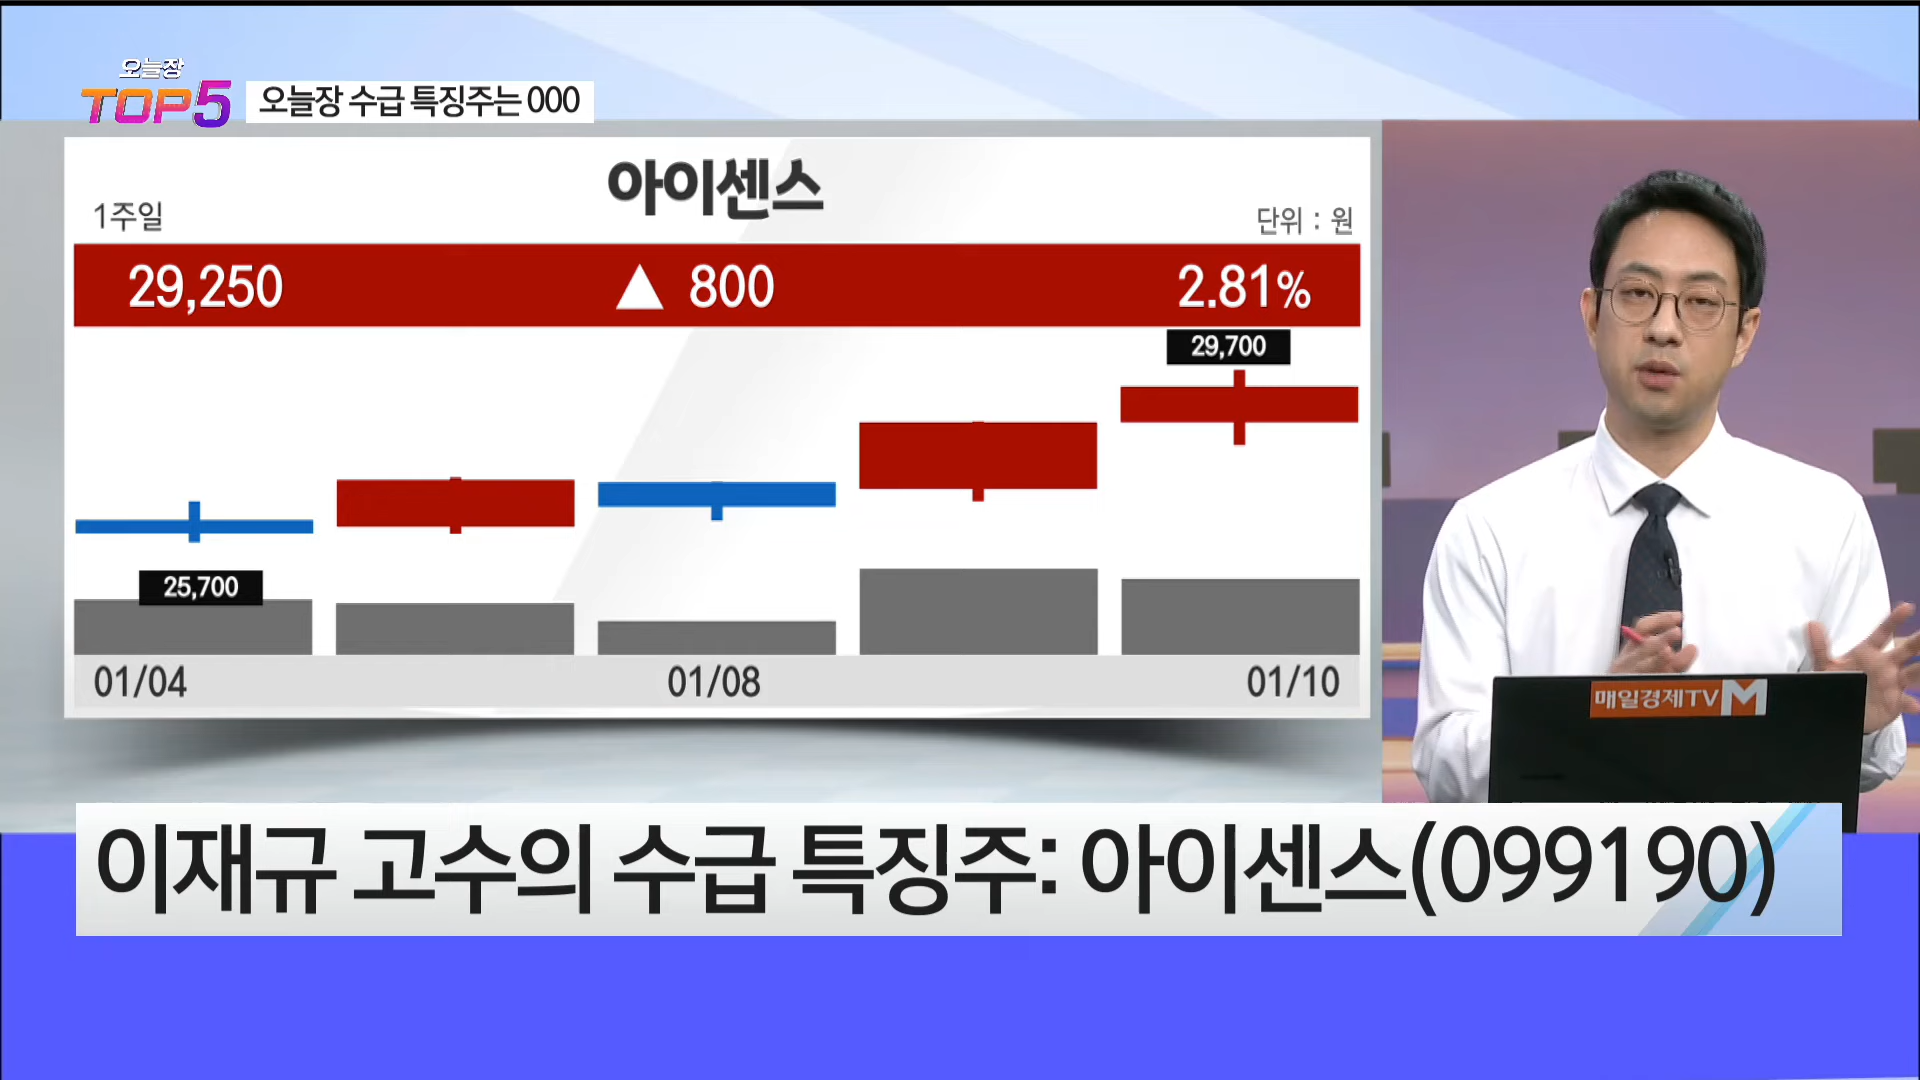 오늘장
TOP5
오늘장 수급 특징주는 OOO
아이센스
1주일
단위 : 원
29,250 ▲ 800 2.81%
29,700
25,700
01/04 01/08 01/10
매일경제TV M
이재규 고수의 수급 특징주: 아이센스(099190)